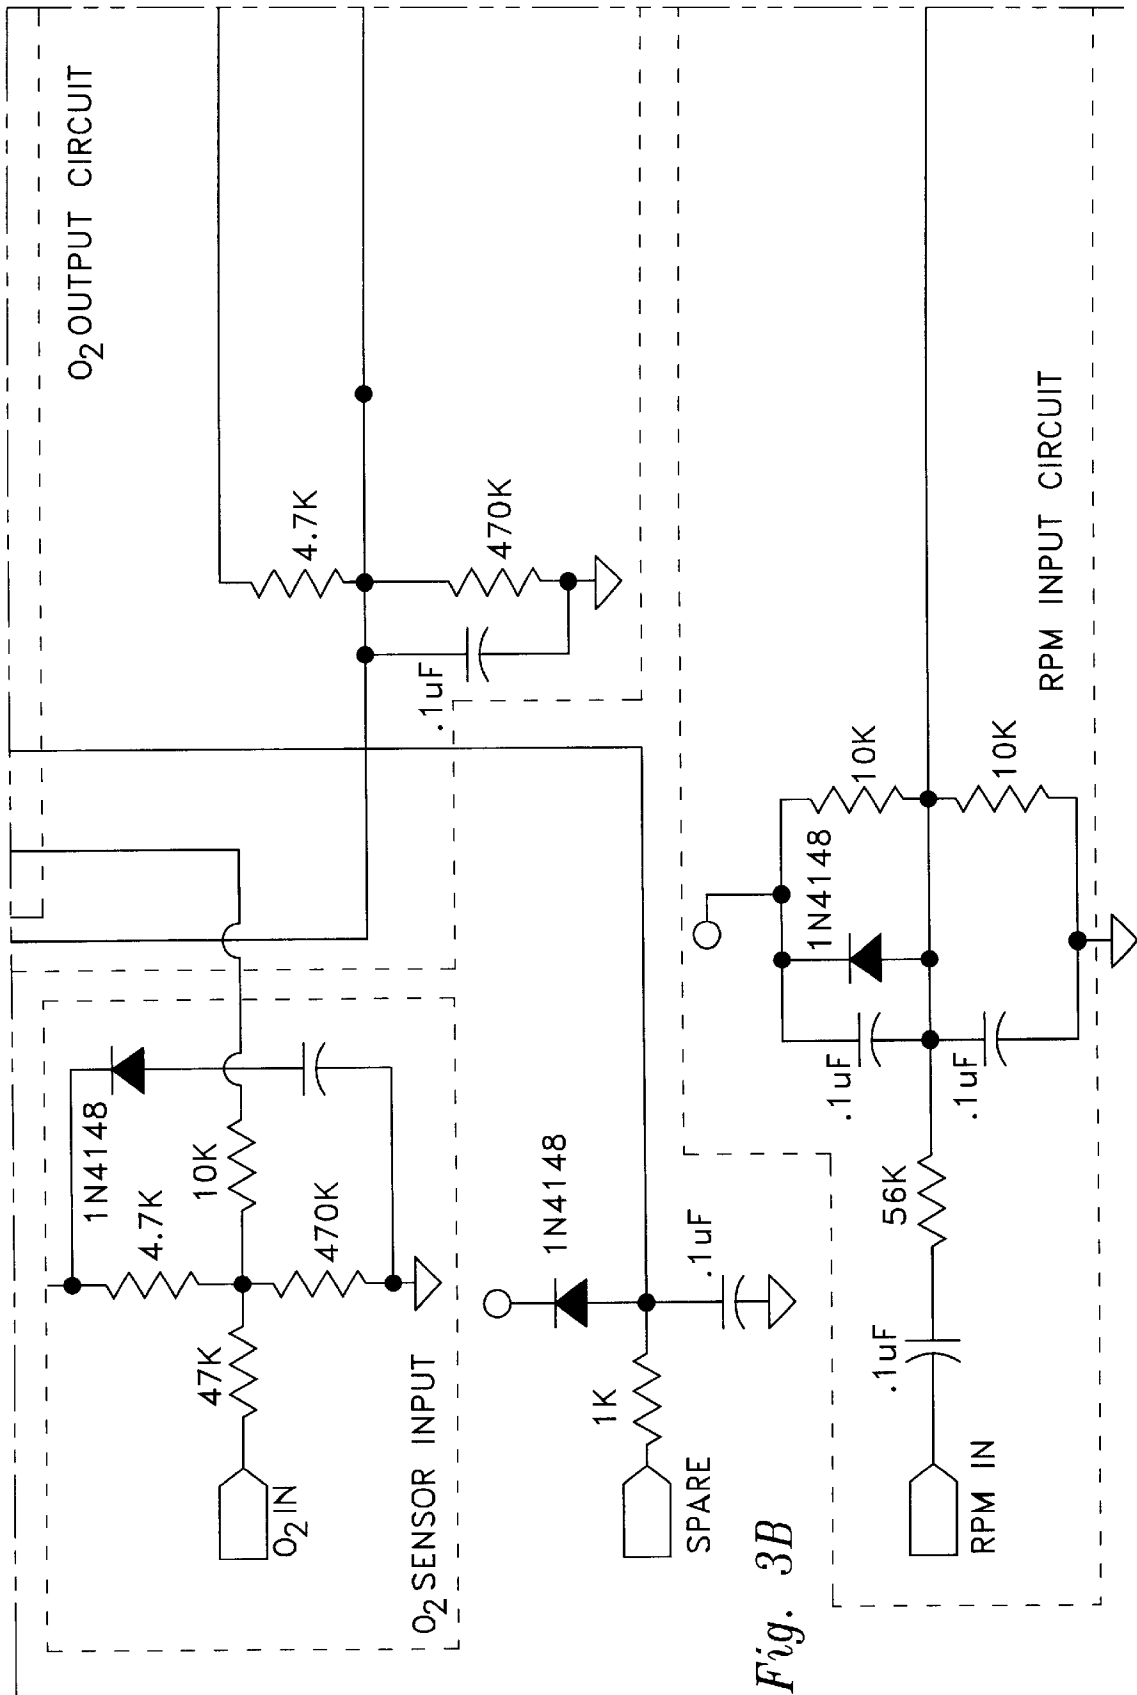 O2 OUTPUT CIRCUIT
4.7K
470K
.1uF
1N4148
4.7K
10K
470K
47K
O2 IN
O2 SENSOR INPUT
1N4148
.1uF
1K
SPARE
Fig. 3B
RPM INPUT CIRCUIT
10K
10K
1N4148
.1uF
.1uF
56K
.1uF
RPM IN